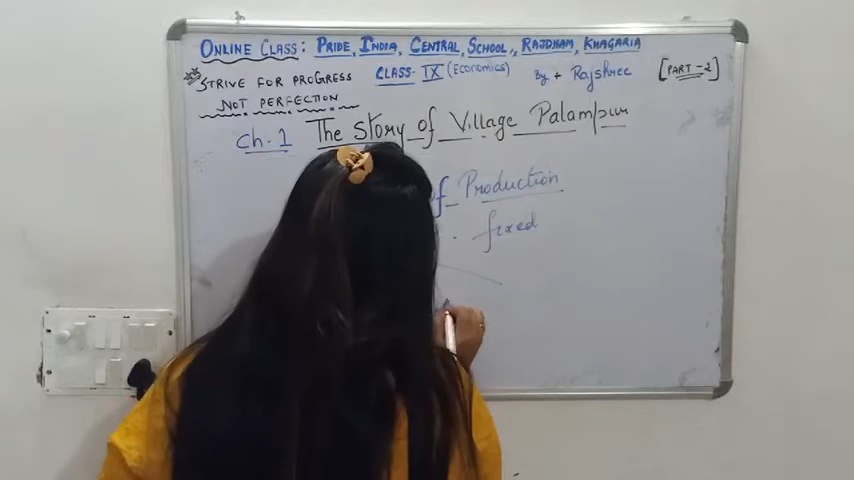 ONLINE CLASS: PRIDE, INDIA, CENTRAL, SCHOOL, RAJDHAM, KHAGARIA
STRIVE FOR PROGRESS CLASS- IX (Economics) By + RAJSHREE [PART-2]
NOT PERFECTION
Ch. 1 The Story of Village Palampur
of Production
fixed